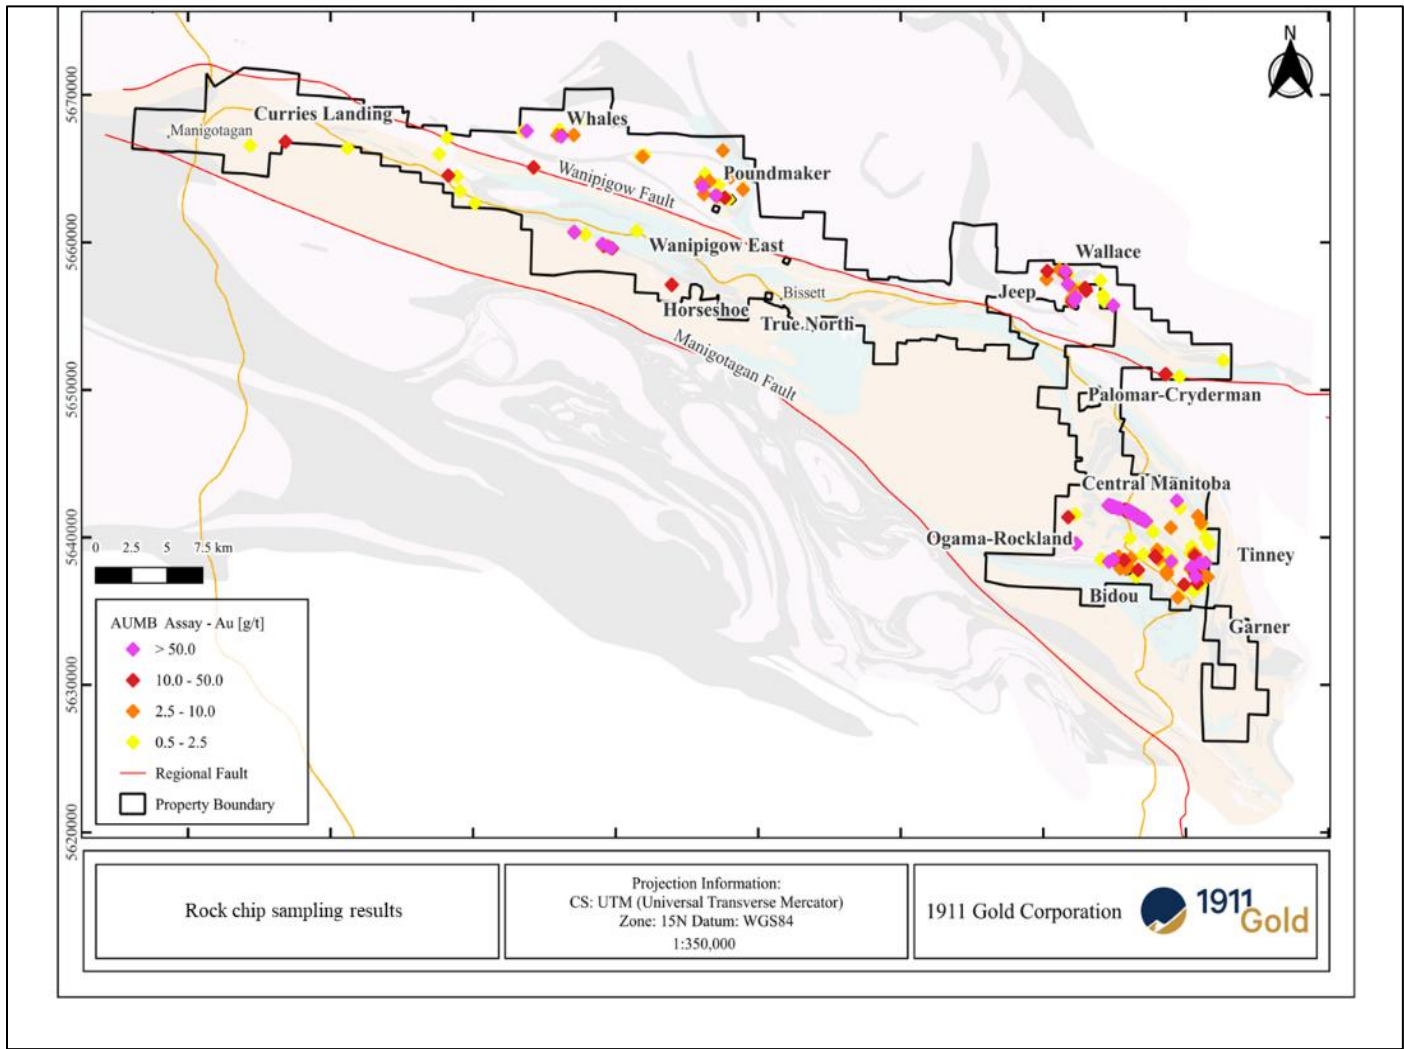 N
5670000
5660000
5650000
5640000
5630000
5620000
Curries Landing
Manigotagan
Whales
Wanipigow Fault
Poundmaker
Wanipigow East
Wallace
Jeep
Bissett
Horseshoe
True North
Manigotagan Fault
Palomar-Cryderman
Central Manitoba
Ogama-Rockland
Tinney
Bidou
Garner
0 2.5 5 7.5 km
AUMB Assay - Au [g/t]
> 50.0
10.0 - 50.0
2.5 - 10.0
0.5 - 2.5
Regional Fault
Property Boundary
Rock chip sampling results
Projection Information:
CS: UTM (Universal Transverse Mercator)
Zone: 15N Datum: WGS84
1:350,000
1911 Gold Corporation
1911
Gold